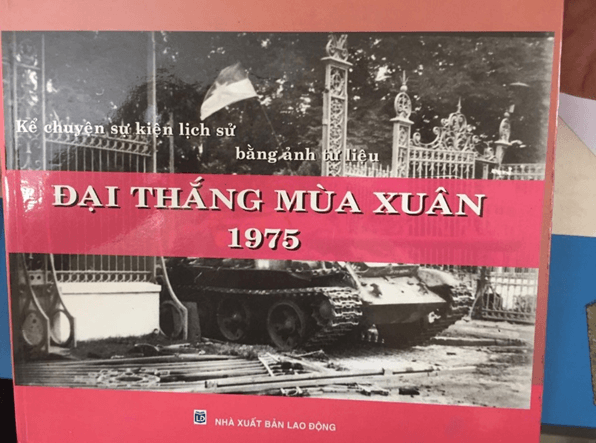 Kể chuyện sự kiện lịch sử
bằng ảnh tư liệu
ĐẠI THẮNG MÙA XUÂN
1975
NHÀ XUẤT BẢN LAO ĐỘNG